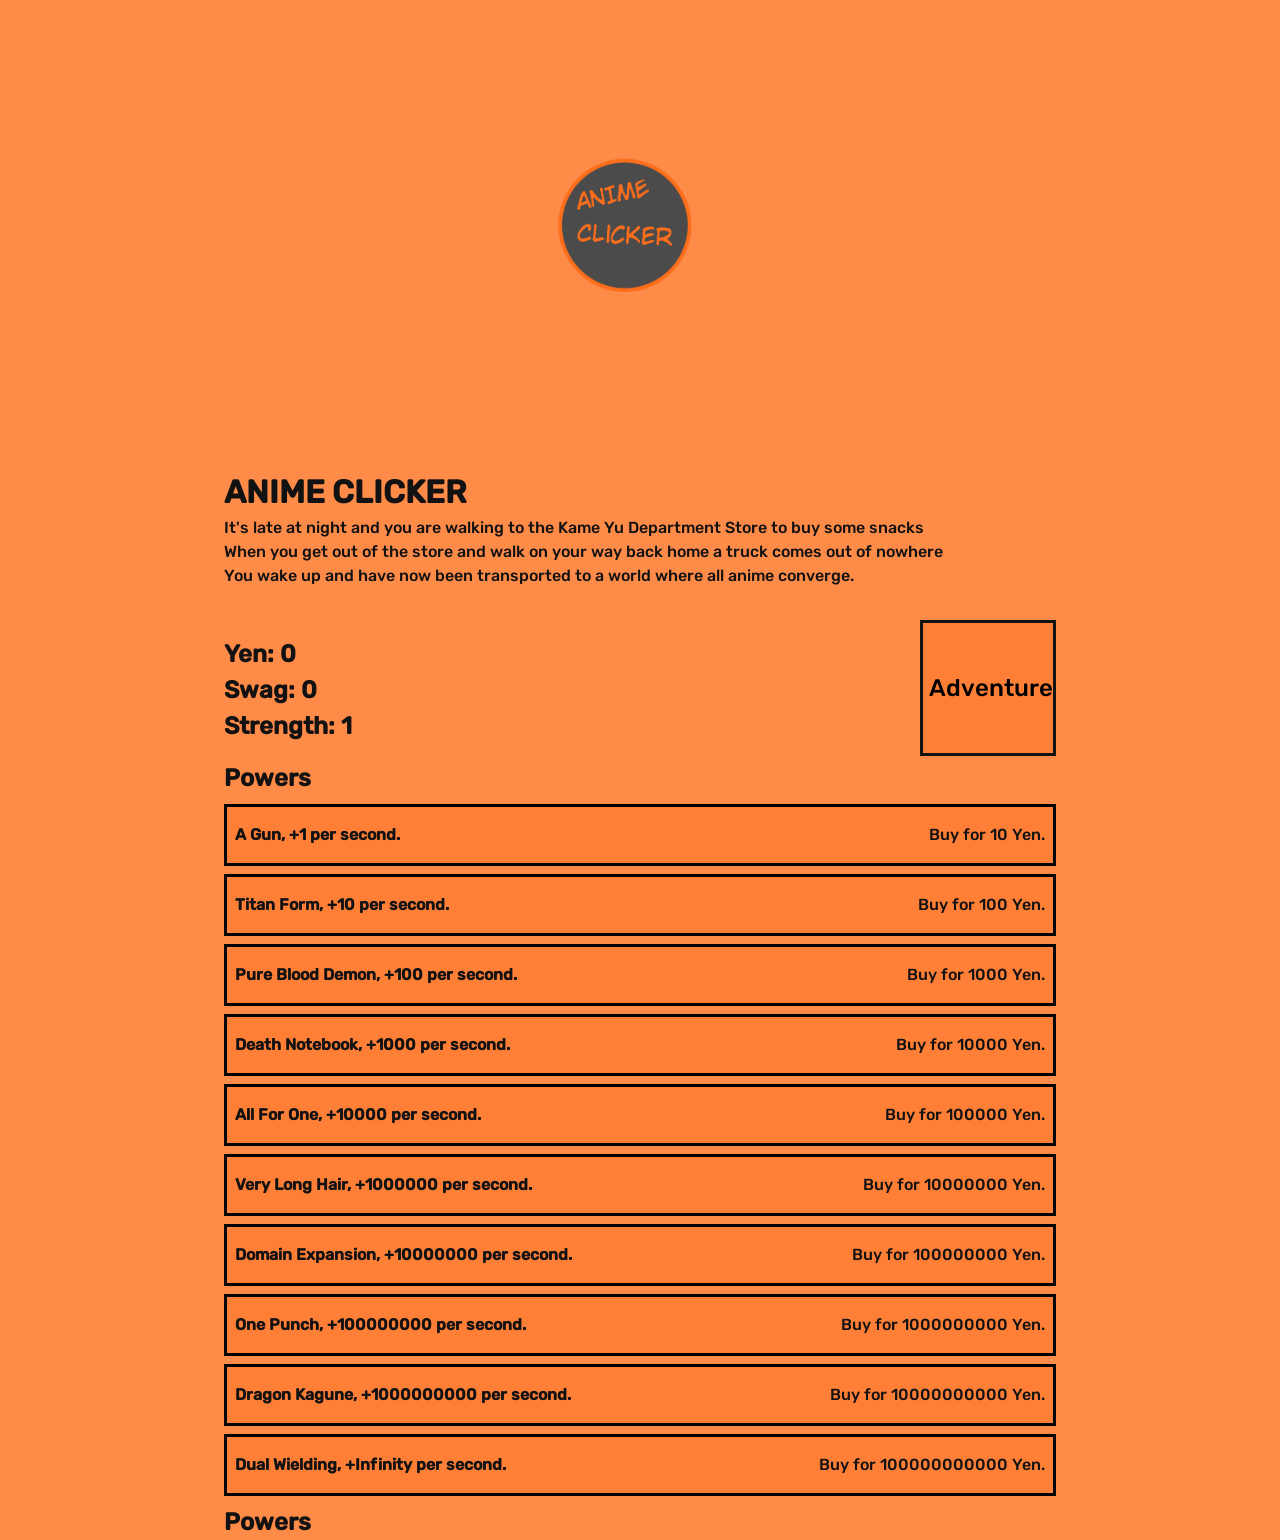 ANIME
CLICKER
ANIME CLICKER
It's late at night and you are walking to the Kame Yu Department Store to buy some snacks
When you get out of the store and walk on your way back home a truck comes out of nowhere
You wake up and have now been transported to a world where all anime converge.
Yen: 0
Swag: 0
Strength: 1
Adventure
Powers
A Gun, +1 per second. Buy for 10 Yen.
Titan Form, +10 per second. Buy for 100 Yen.
Pure Blood Demon, +100 per second. Buy for 1000 Yen.
Death Notebook, +1000 per second. Buy for 10000 Yen.
All For One, +10000 per second. Buy for 100000 Yen.
Very Long Hair, +1000000 per second. Buy for 10000000 Yen.
Domain Expansion, +10000000 per second. Buy for 100000000 Yen.
One Punch, +100000000 per second. Buy for 1000000000 Yen.
Dragon Kagune, +1000000000 per second. Buy for 10000000000 Yen.
Dual Wielding, +Infinity per second. Buy for 100000000000 Yen.
Powers